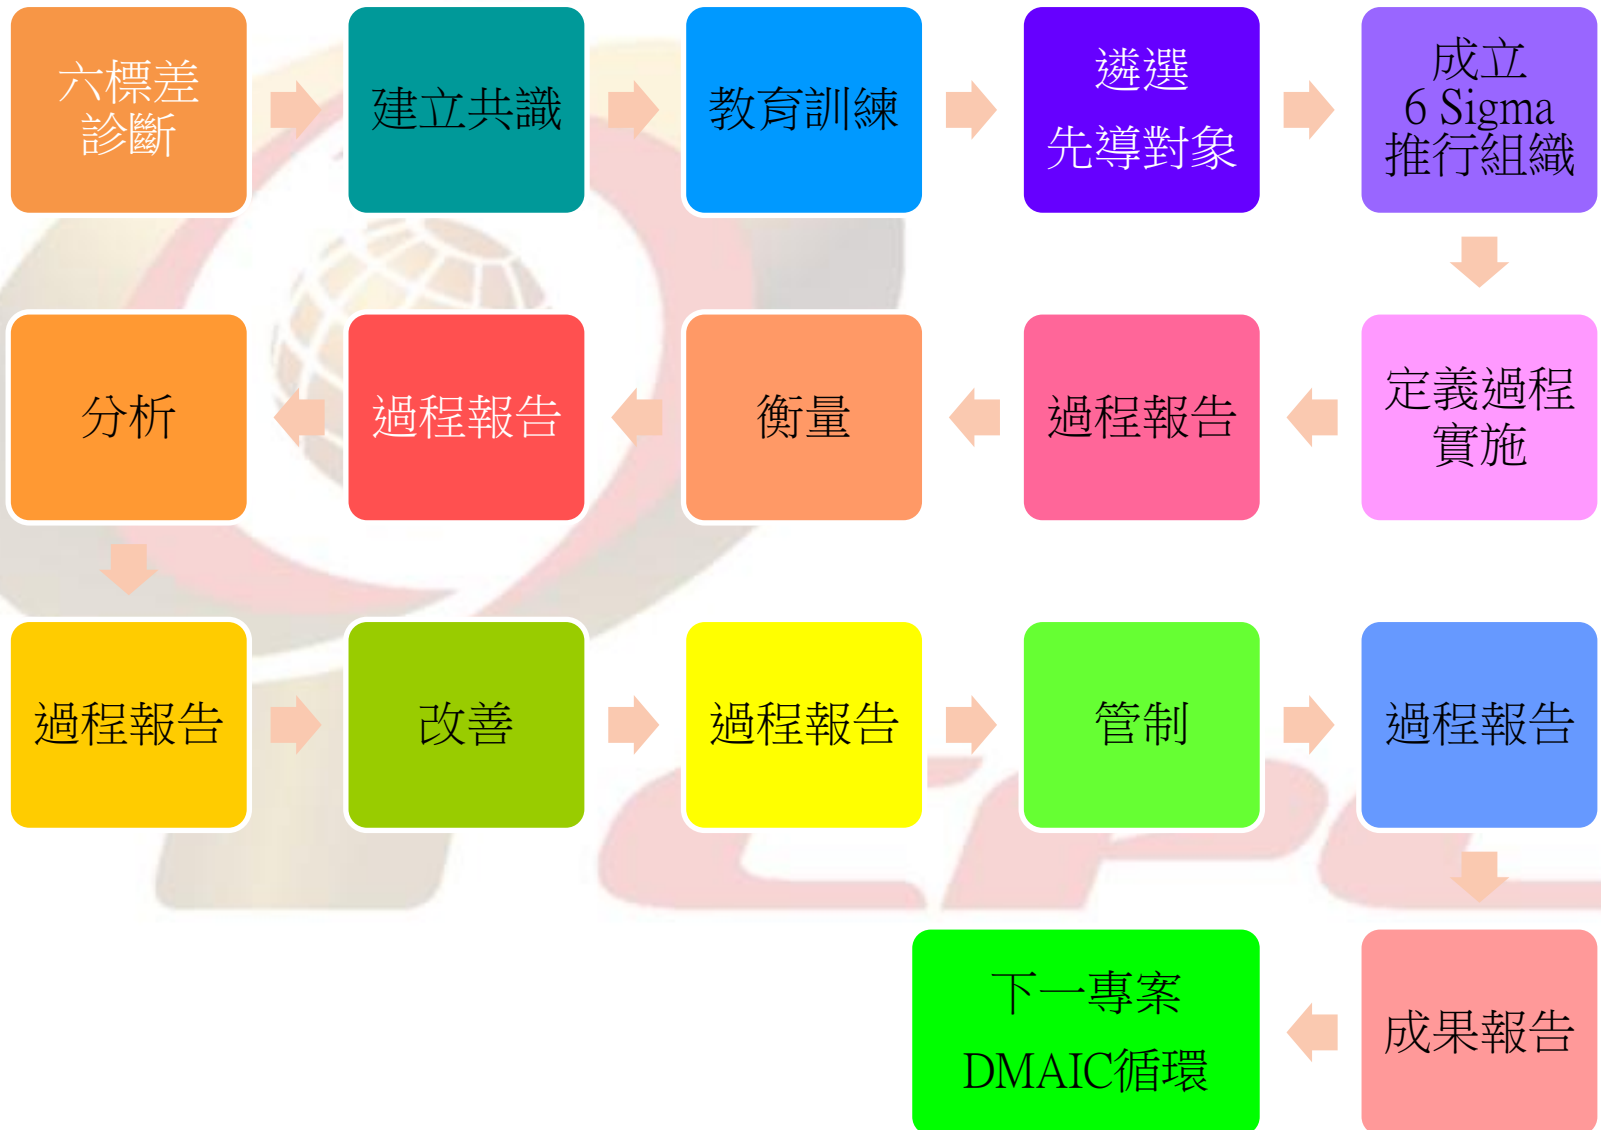 六標差
診斷
建立共識
教育訓練
遴選
先導對象
成立
6 Sigma
推行組織
定義過程
實施
過程報告
衡量
過程報告
分析
過程報告
改善
過程報告
管制
過程報告
成果報告
下一專案
DMAIC循環